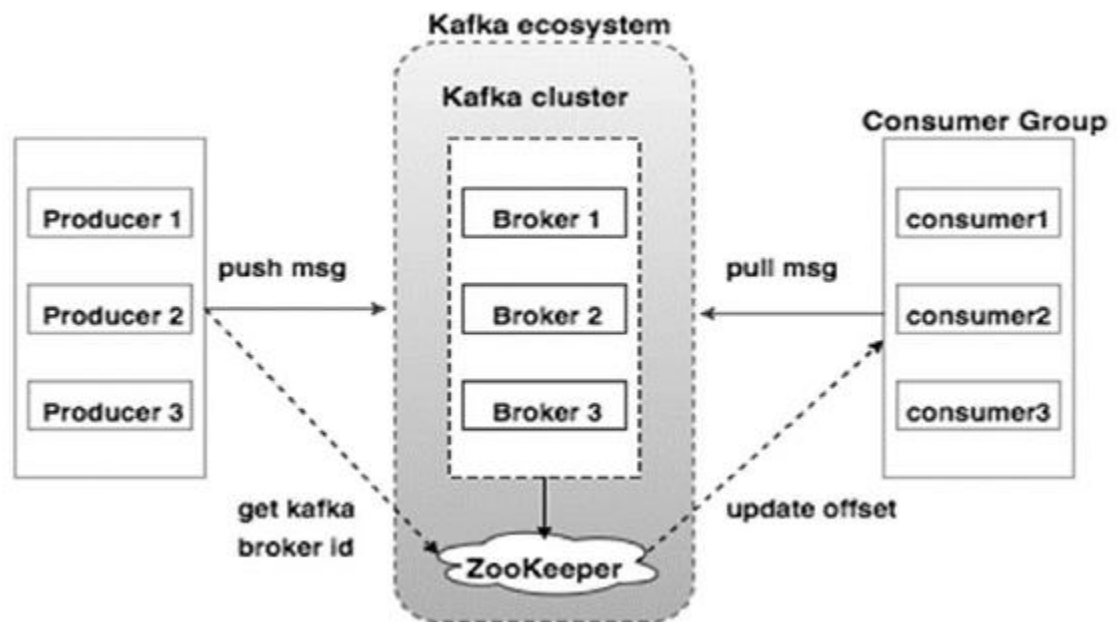 Kafka ecosystem
Kafka cluster
Consumer Group
Producer 1
Producer 2
Producer 3
push msg
Broker 1
Broker 2
Broker 3
pull msg
consumer1
consumer2
consumer3
get kafka
broker id
ZooKeeper
update offset